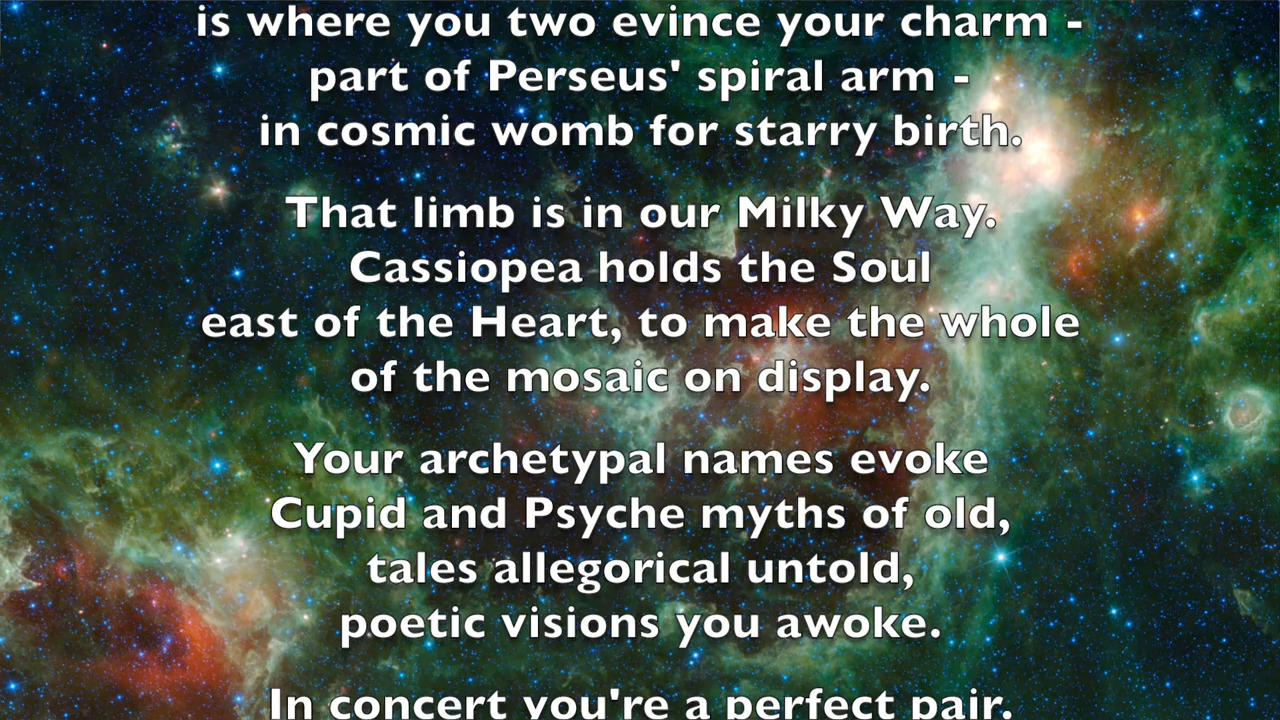 is where you two evince your charm -
part of Perseus' spiral arm -
in cosmic womb for starry birth.
That limb is in our Milky Way.
Cassiopea holds the Soul
east of the Heart, to make the whole
of the mosaic on display.
Your archetypal names evoke
Cupid and Psyche myths of old,
tales allegorical untold,
poetic visions you awoke.
In concert you're a perfect pair.